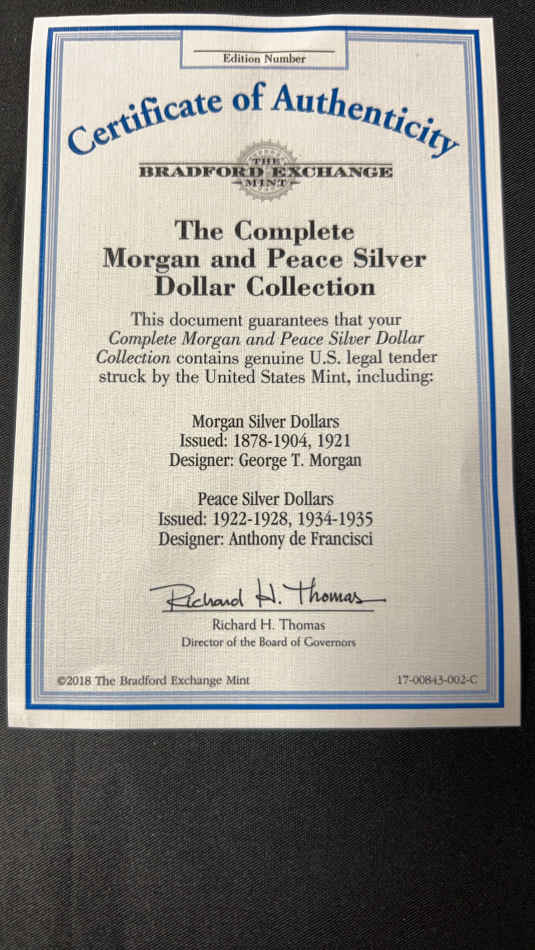 Edition Number
Certificate of Authenticity
THE
BRADFORD EXCHANGE
MINT
The Complete
Morgan and Peace Silver
Dollar Collection
This document guarantees that your
Complete Morgan and Peace Silver Dollar
Collection contains genuine U.S. legal tender
struck by the United States Mint, including:
Morgan Silver Dollars
Issued: 1878-1904, 1921
Designer: George T. Morgan
Peace Silver Dollars
Issued: 1922-1928, 1934-1935
Designer: Anthony de Francisci
Richard H. Thomas
Richard H. Thomas
Director of the Board of Governors
©2018 The Bradford Exchange Mint
17-00843-002-C